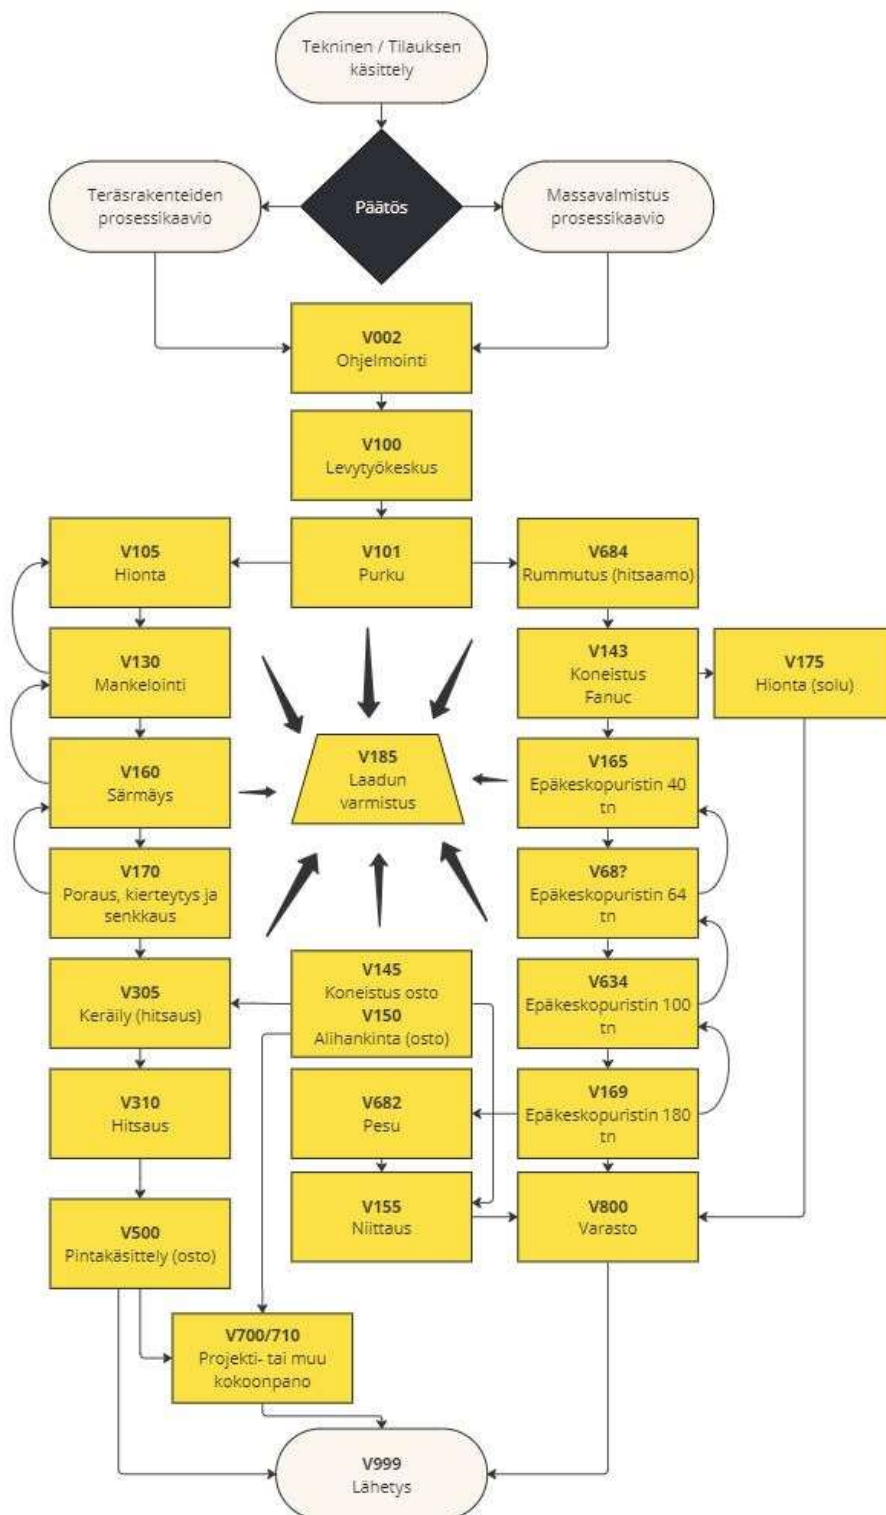 Tekninen / Tilauksen
käsittely
Teräsrakenteiden
prosessikaavio
Päätös
Massavalmistus
prosessikaavio
V002
Ohjelmointi
V100
Levytyökeskus
V105
Hionta
V101
Purku
V684
Rummutus (hitsaamo)
V130
Mankelointi
V143
Koneistus
Fanuc
V175
Hionta (solu)
V160
Särmäys
V185
Laadun
varmistus
V165
Epäkeskopuristin 40
tn
V170
Poraus, kierteytys ja
senkkaus
V68?
Epäkeskopuristin 64
tn
V305
Keräily (hitsaus)
V145
Koneistus osto
V150
Alihankinta (osto)
V634
Epäkeskopuristin 100
tn
V310
Hitsaus
V682
Pesu
V169
Epäkeskopuristin 180
tn
V500
Pintakäsittely (osto)
V155
Niittaus
V800
Varasto
V700/710
Projekti- tai muu
kokoonpano
V999
Lähetys